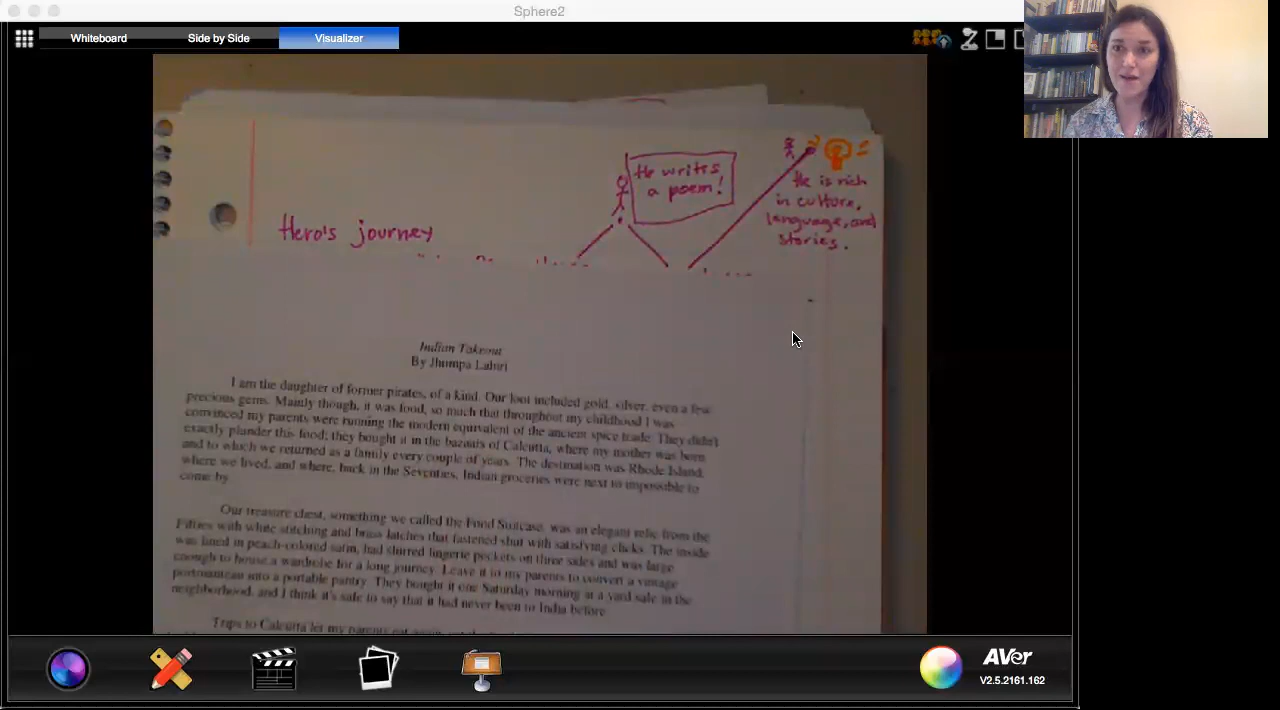 Sphere2
Whiteboard
Side by Side
Visualizer
He writes
a poem!
He is rich
in culture,
language, and
stories.
Hero's journey
Indian Takeout
By Jhumpa Lahiri
I am the daughter of former pirates, of a kind. Our loot included gold, silver, even a few
precious gems. Mainly though, it was food, so much that throughout my childhood I was
convinced my parents were running the modern equivalent of the ancient spice trade. They didn't
exactly plunder this food; they bought it in the bazaars of Calcutta, where my mother was born
and to which we returned as a family every couple of years. The destination was Rhode Island,
where we lived, and where, back in the Seventies, Indian groceries were next to impossible to
come by.
Our treasure chest, something we called the Food Suitcase, was an elegant relic from the
Fifties with white stitching and brass latches that fastened shut with satisfying clicks. The inside
was lined in peach-colored satin, had shirred lingerie pockets on three sides and was large
enough to house a wardrobe for a long journey. Leave it to my parents to convert a vintage
portmanteau into a portable pantry. They bought it one Saturday morning at a yard sale in the
neighborhood, and I think it's safe to say that it had never been to India before.
Trips to Calcutta let my parents eat again,
AVer
V2.5.2161.162